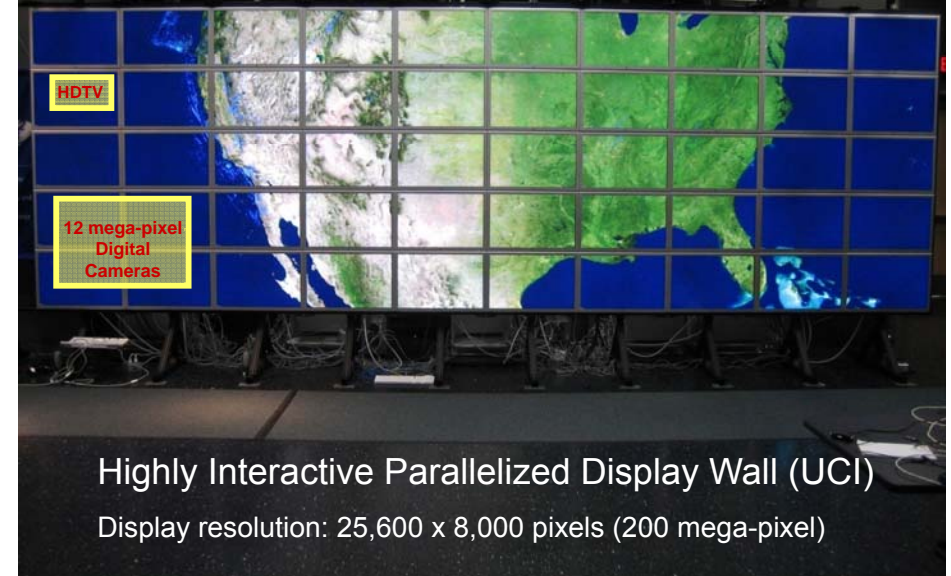 HDTV
12 mega-pixel
Digital
Cameras
Highly Interactive Parallelized Display Wall (UCI)
Display resolution: 25,600 x 8,000 pixels (200 mega-pixel)